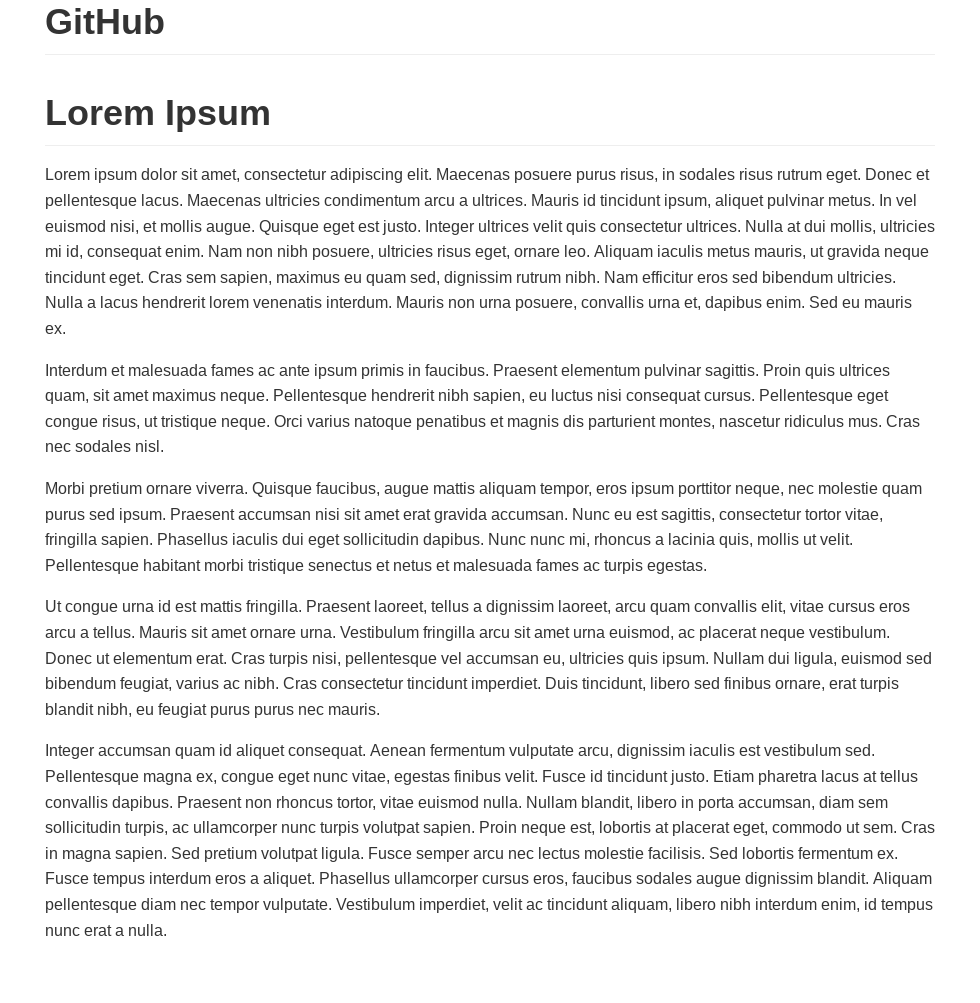 GitHub
Lorem Ipsum
Lorem ipsum dolor sit amet, consectetur adipiscing elit. Maecenas posuere purus risus, in sodales risus rutrum eget. Donec et
pellentesque lacus. Maecenas ultricies condimentum arcu a ultrices. Mauris id tincidunt ipsum, aliquet pulvinar metus. In vel
euismod nisi, et mollis augue. Quisque eget est justo. Integer ultrices velit quis consectetur ultrices. Nulla at dui mollis, ultricies
mi id, consequat enim. Nam non nibh posuere, ultricies risus eget, ornare leo. Aliquam iaculis metus mauris, ut gravida neque
tincidunt eget. Cras sem sapien, maximus eu quam sed, dignissim rutrum nibh. Nam efficitur eros sed bibendum ultricies.
Nulla a lacus hendrerit lorem venenatis interdum. Mauris non urna posuere, convallis urna et, dapibus enim. Sed eu mauris
ex.
Interdum et malesuada fames ac ante ipsum primis in faucibus. Praesent elementum pulvinar sagittis. Proin quis ultrices
quam, sit amet maximus neque. Pellentesque hendrerit nibh sapien, eu luctus nisi consequat cursus. Pellentesque eget
congue risus, ut tristique neque. Orci varius natoque penatibus et magnis dis parturient montes, nascetur ridiculus mus. Cras
nec sodales nisl.
Morbi pretium ornare viverra. Quisque faucibus, augue mattis aliquam tempor, eros ipsum porttitor neque, nec molestie quam
purus sed ipsum. Praesent accumsan nisi sit amet erat gravida accumsan. Nunc eu est sagittis, consectetur tortor vitae,
fringilla sapien. Phasellus iaculis dui eget sollicitudin dapibus. Nunc nunc mi, rhoncus a lacinia quis, mollis ut velit.
Pellentesque habitant morbi tristique senectus et netus et malesuada fames ac turpis egestas.
Ut congue urna id est mattis fringilla. Praesent laoreet, tellus a dignissim laoreet, arcu quam convallis elit, vitae cursus eros
arcu a tellus. Mauris sit amet ornare urna. Vestibulum fringilla arcu sit amet urna euismod, ac placerat neque vestibulum.
Donec ut elementum erat. Cras turpis nisi, pellentesque vel accumsan eu, ultricies quis ipsum. Nullam dui ligula, euismod sed
bibendum feugiat, varius ac nibh. Cras consectetur tincidunt imperdiet. Duis tincidunt, libero sed finibus ornare, erat turpis
blandit nibh, eu feugiat purus purus nec mauris.
Integer accumsan quam id aliquet consequat. Aenean fermentum vulputate arcu, dignissim iaculis est vestibulum sed.
Pellentesque magna ex, congue eget nunc vitae, egestas finibus velit. Fusce id tincidunt justo. Etiam pharetra lacus at tellus
convallis dapibus. Praesent non rhoncus tortor, vitae euismod nulla. Nullam blandit, libero in porta accumsan, diam sem
sollicitudin turpis, ac ullamcorper nunc turpis volutpat sapien. Proin neque est, lobortis at placerat eget, commodo ut sem. Cras
in magna sapien. Sed pretium volutpat ligula. Fusce semper arcu nec lectus molestie facilisis. Sed lobortis fermentum ex.
Fusce tempus interdum eros a aliquet. Phasellus ullamcorper cursus eros, faucibus sodales augue dignissim blandit. Aliquam
pellentesque diam nec tempor vulputate. Vestibulum imperdiet, velit ac tincidunt aliquam, libero nibh interdum enim, id tempus
nunc erat a nulla.